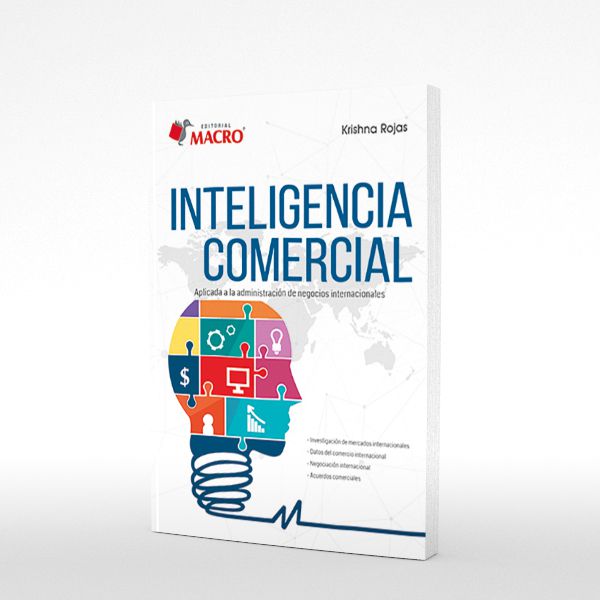 EDITORIAL
MACRO®
Krishna Rojas
INTELIGENCIA
COMERCIAL
Aplicada a la administración de negocios internacionales
$
- Investigación de mercados internacionales
- Datos del comercio internacional
- Negociación internacional
- Acuerdos comerciales